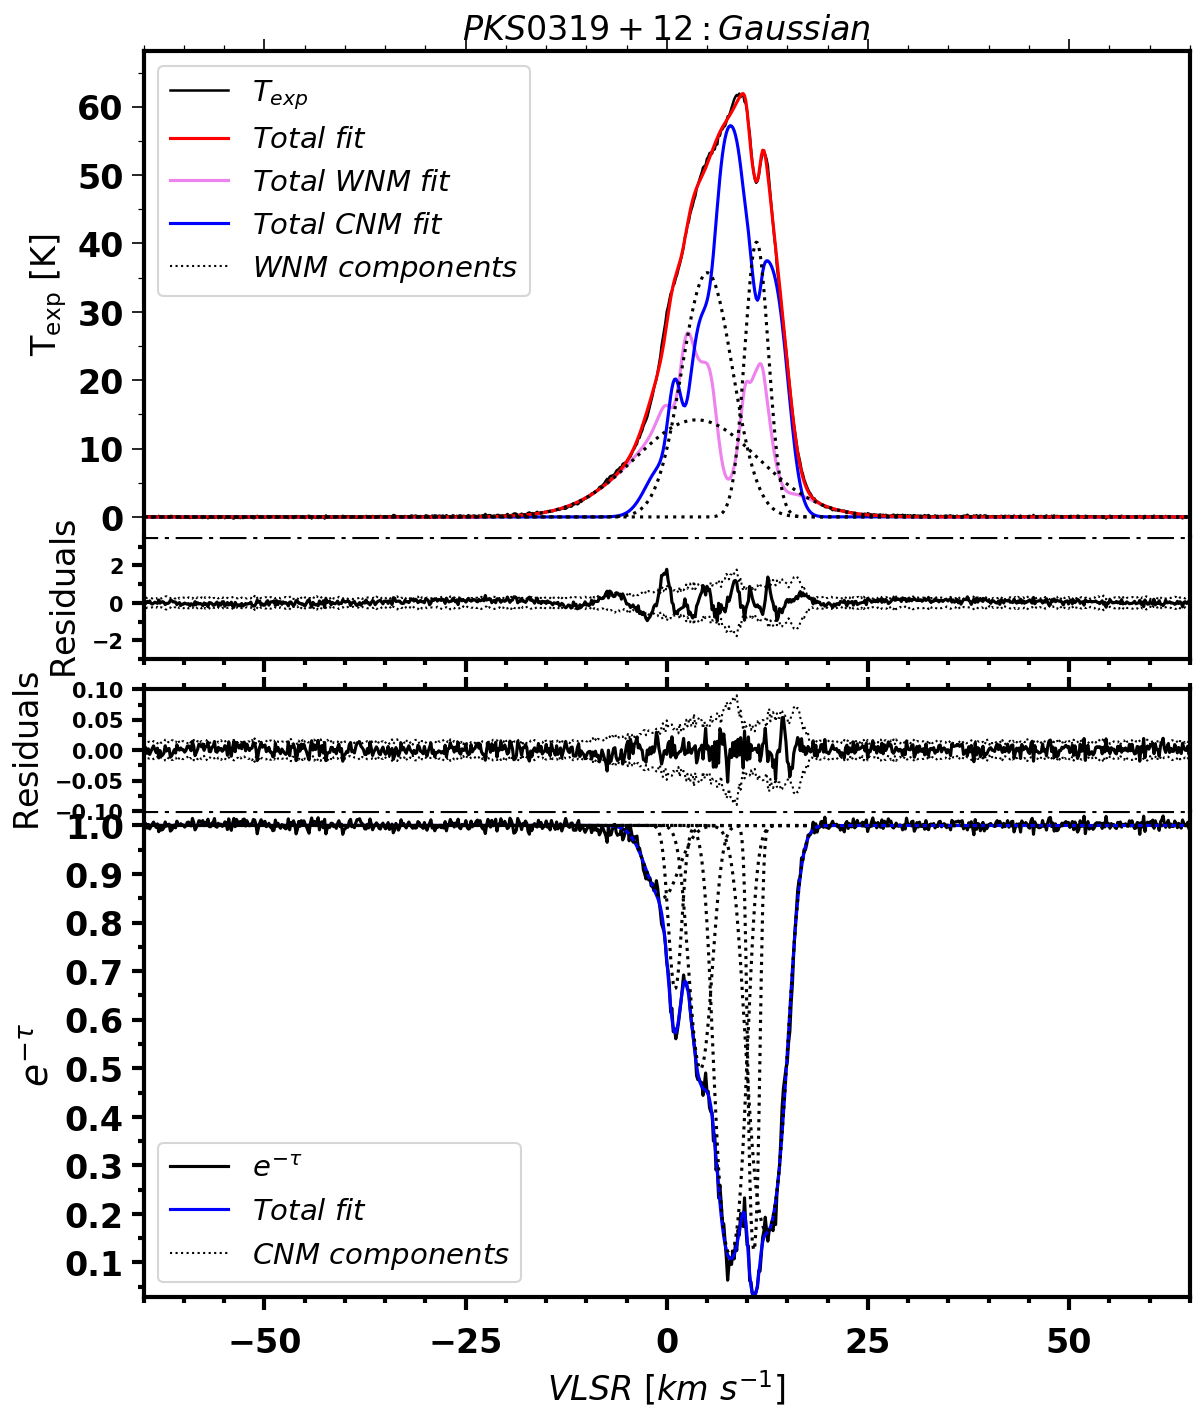 PKS0319 + 12 : Gaussian
T_exp
Total fit
Total WNM fit
Total CNM fit
WNM components
T_exp [K]
60
50
40
30
20
10
0
Residuals
2
0
−2
Residuals
0.10
0.05
0.00
−0.05
−0.10
e^{−τ}
1.0
0.9
0.8
0.7
0.6
0.5
0.4
0.3
0.2
0.1
e^{−τ}
Total fit
CNM components
−50 −25 0 25 50
VLSR [km s^{−1}]